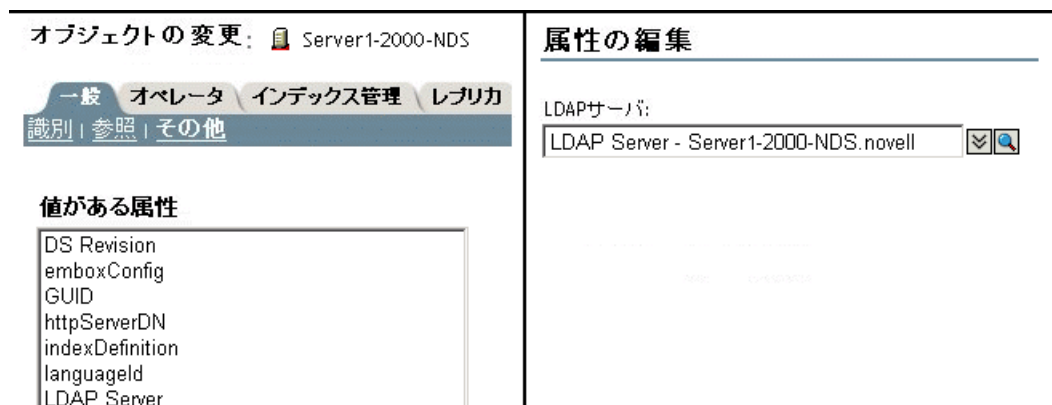 オブジェクトの変更: Server1-2000-NDS
一般 オペレータ インデックス管理 レプリカ
識別 | 参照 | その他
値がある属性
DS Revision
emboxConfig
GUID
httpServerDN
indexDefinition
languageId
LDAP Server
属性の編集
LDAPサーバ:
LDAP Server - Server1-2000-NDS.novell